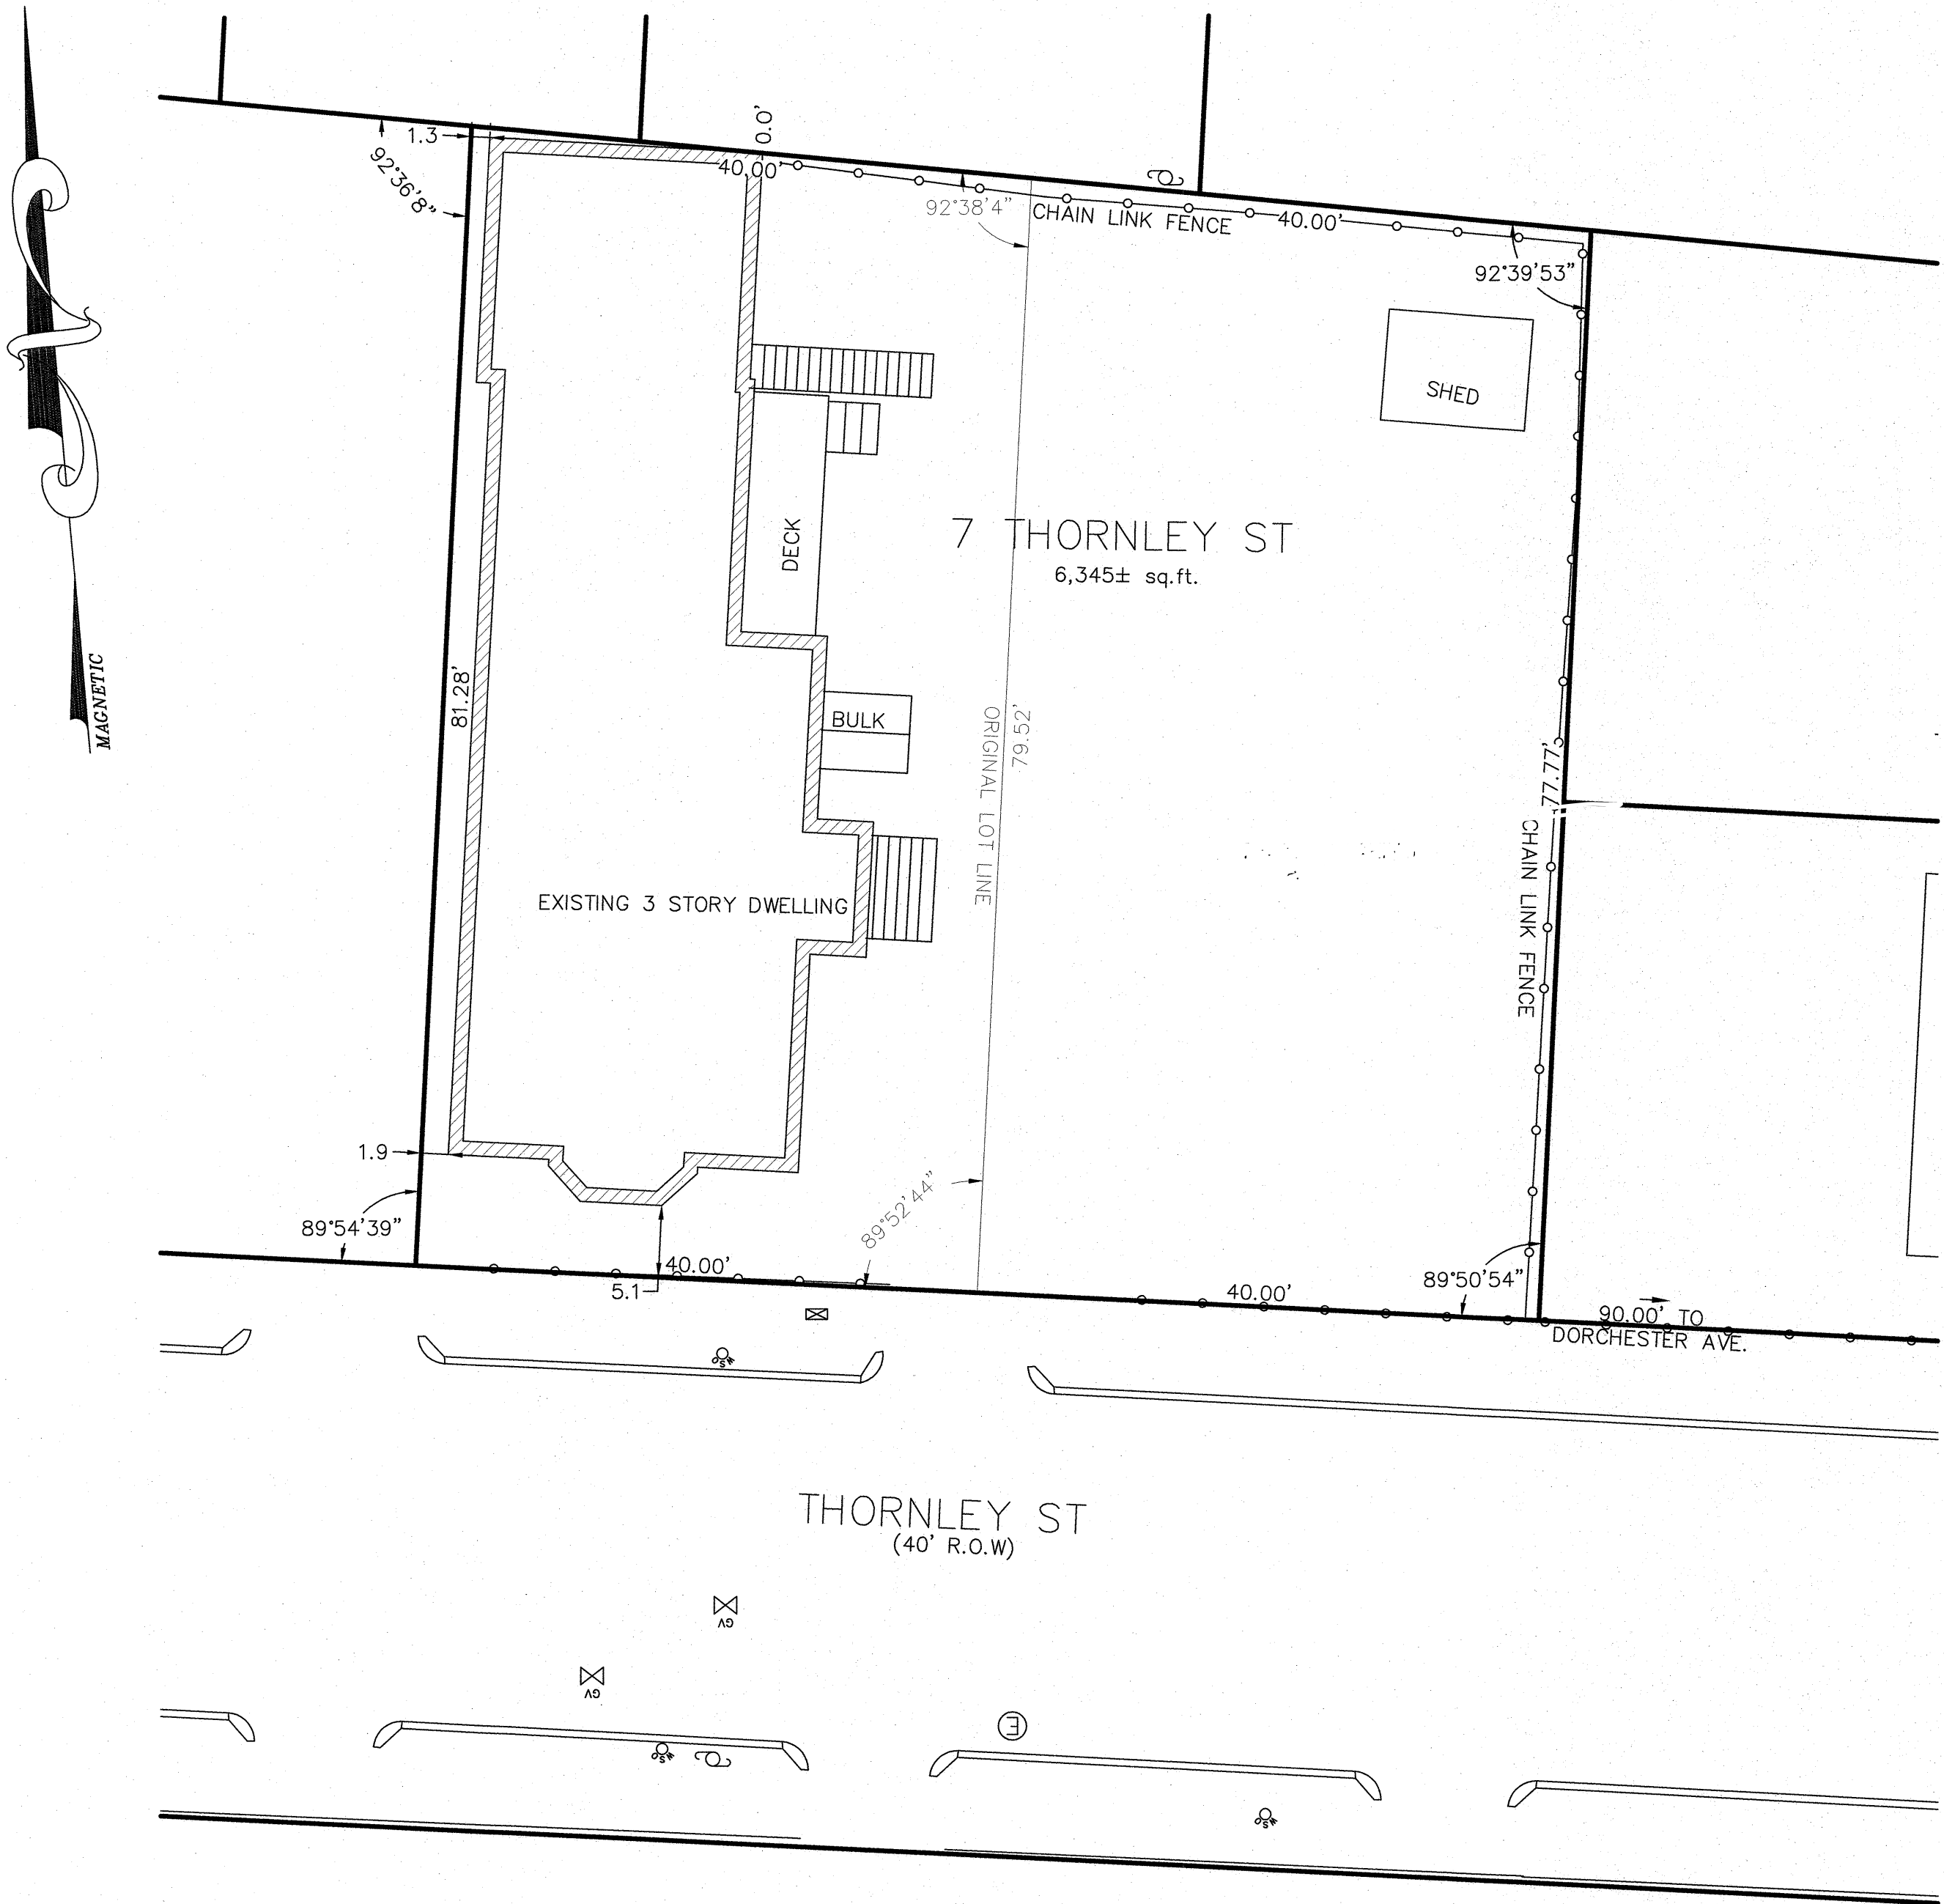 MAGNETIC
1.3
92°36'8"
0.0'
40.00'
92°38'4"
CHAIN LINK FENCE
40.00'
92°39'53"
SHED
DECK
7 THORNLEY ST
6,345± sq.ft.
81.28'
BULK
ORIGINAL LOT LINE
79.52'
77.77'
CHAIN LINK FENCE
EXISTING 3 STORY DWELLING
1.9
89°54'39"
89°52'44"
40.00'
5.1
40.00'
89°50'54"
90.00' TO
DORCHESTER AVE.
WSO
THORNLEY ST
(40' R.O.W)
GV
GV
E
WSO
WSO